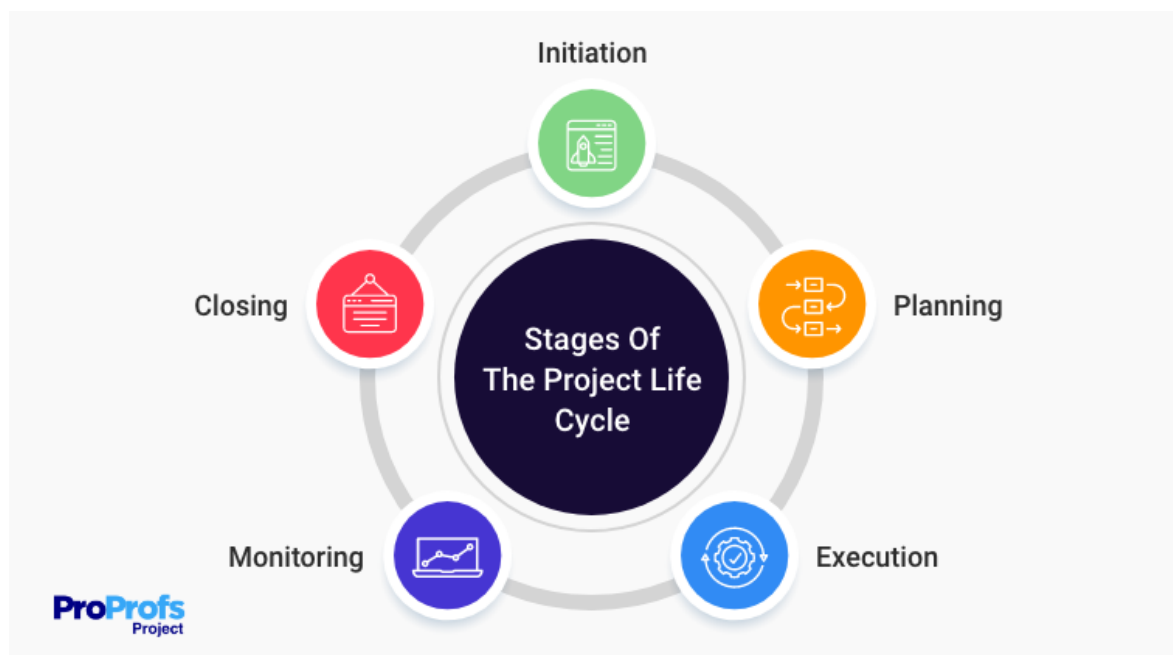 Initiation
Closing
Planning
Stages Of
The Project Life
Cycle
Monitoring
Execution
ProProfs
Project